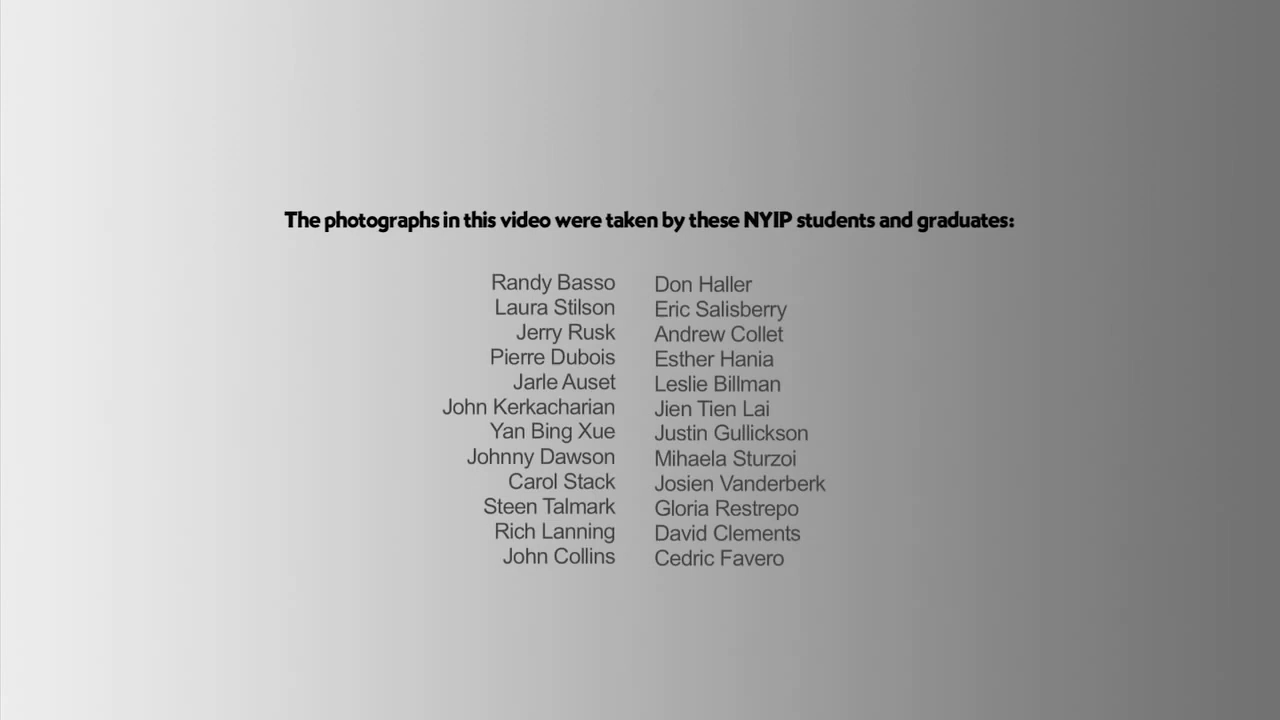 The photographs in this video were taken by these NYIP students and graduates:
Randy Basso
Laura Stilson
Jerry Rusk
Pierre Dubois
Jarle Auset
John Kerkacharian
Yan Bing Xue
Johnny Dawson
Carol Stack
Steen Talmark
Rich Lanning
John Collins
Don Haller
Eric Salisberry
Andrew Collet
Esther Hania
Leslie Billman
Jien Tien Lai
Justin Gullickson
Mihaela Sturzoi
Josien Vanderberk
Gloria Restrepo
David Clements
Cedric Favero